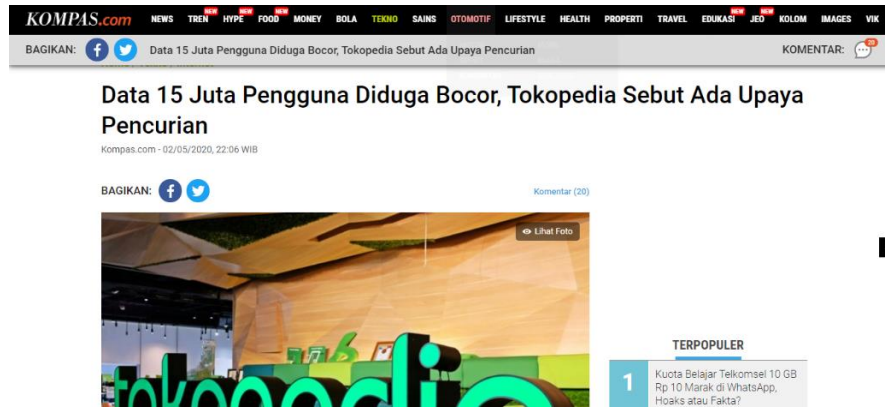 KOMPAS.com NEWS TREN NEW HYPE NEW FOOD NEW MONEY BOLA TEKNO SAINS OTOMOTIF LIFESTYLE HEALTH PROPERTI TRAVEL EDUKASI NEW JEO NEW KOLOM IMAGES VIK
BAGIKAN: Data 15 Juta Pengguna Diduga Bocor, Tokopedia Sebut Ada Upaya Pencurian KOMENTAR: 20
Data 15 Juta Pengguna Diduga Bocor, Tokopedia Sebut Ada Upaya
Pencurian
Kompas.com - 02/05/2020, 22:06 WIB
BAGIKAN: Komentar (20)
Lihat Foto
tokopedia
TERPOPULER
1 Kuota Belajar Telkomsel 10 GB
Rp 10 Marak di WhatsApp,
Hoaks atau Fakta?